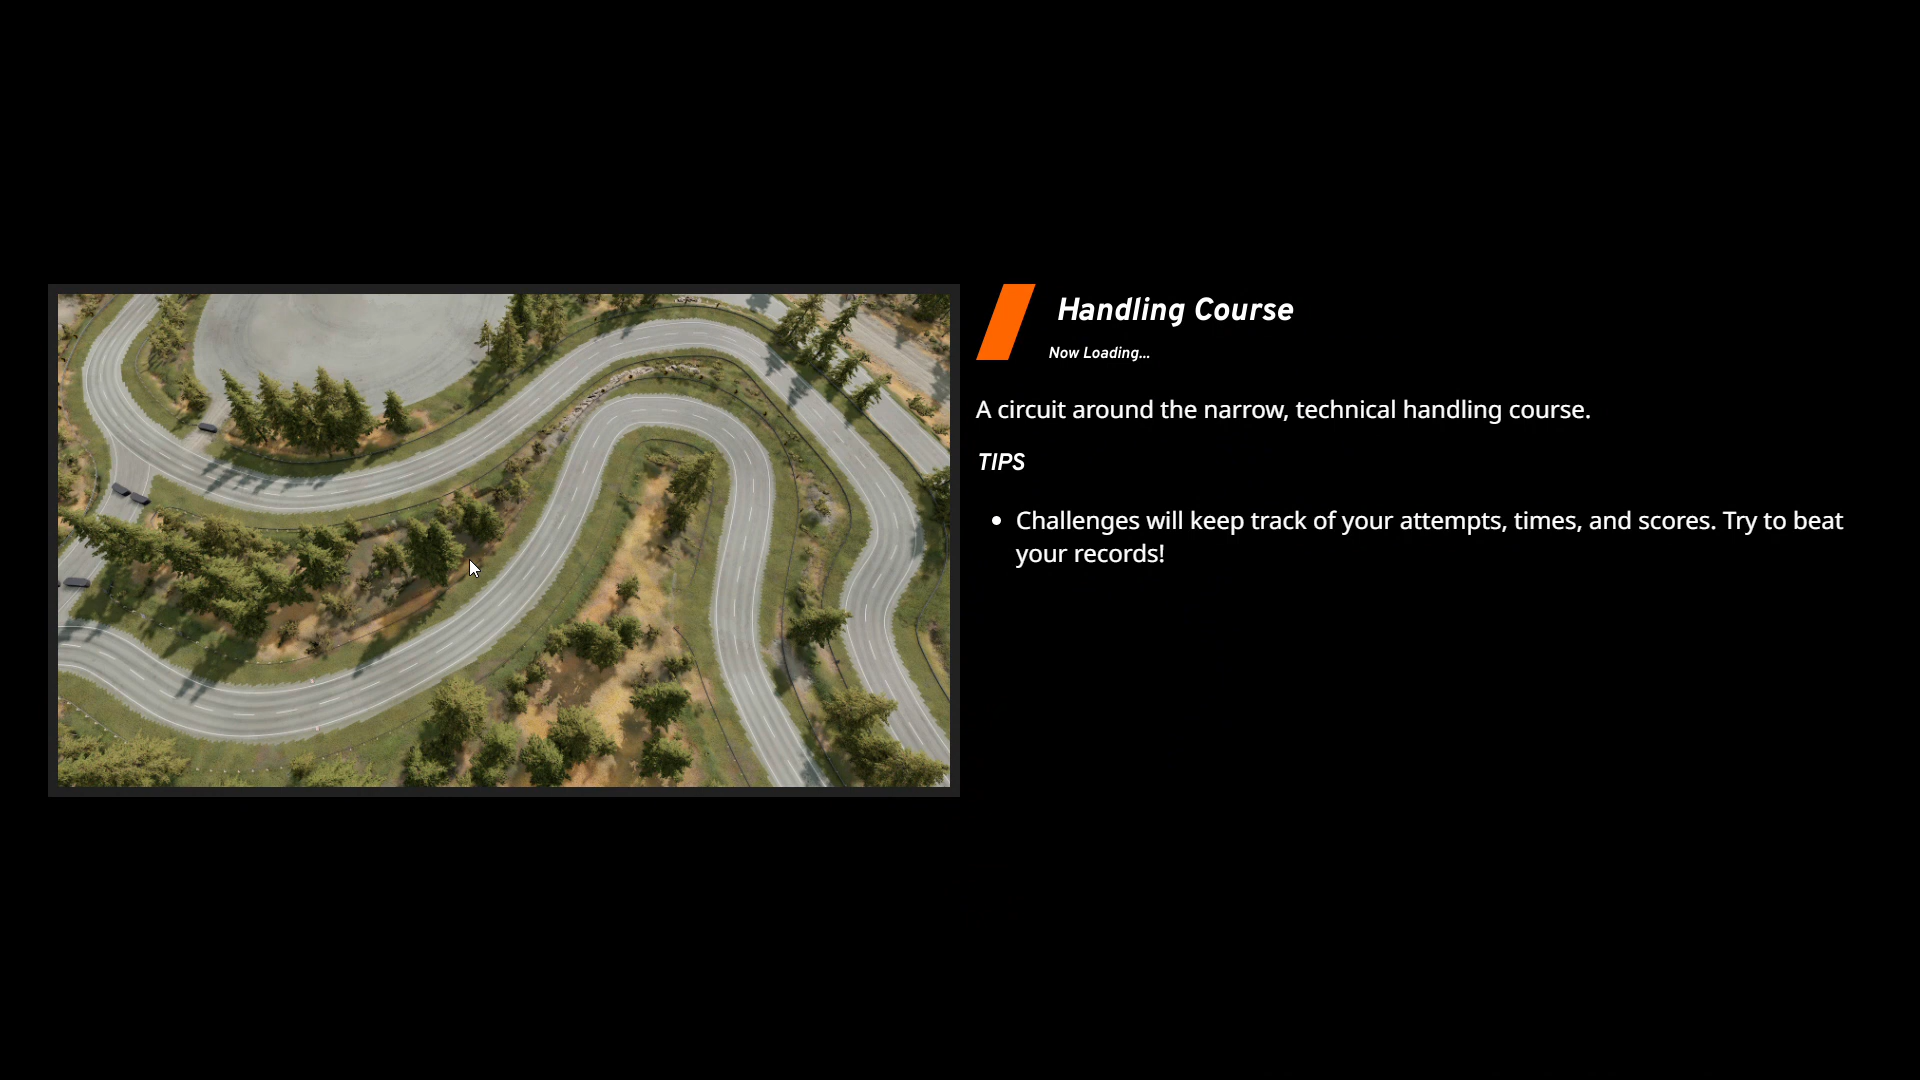 Handling Course
Now Loading...
A circuit around the narrow, technical handling course.
TIPS
Challenges will keep track of your attempts, times, and scores. Try to beat
your records!